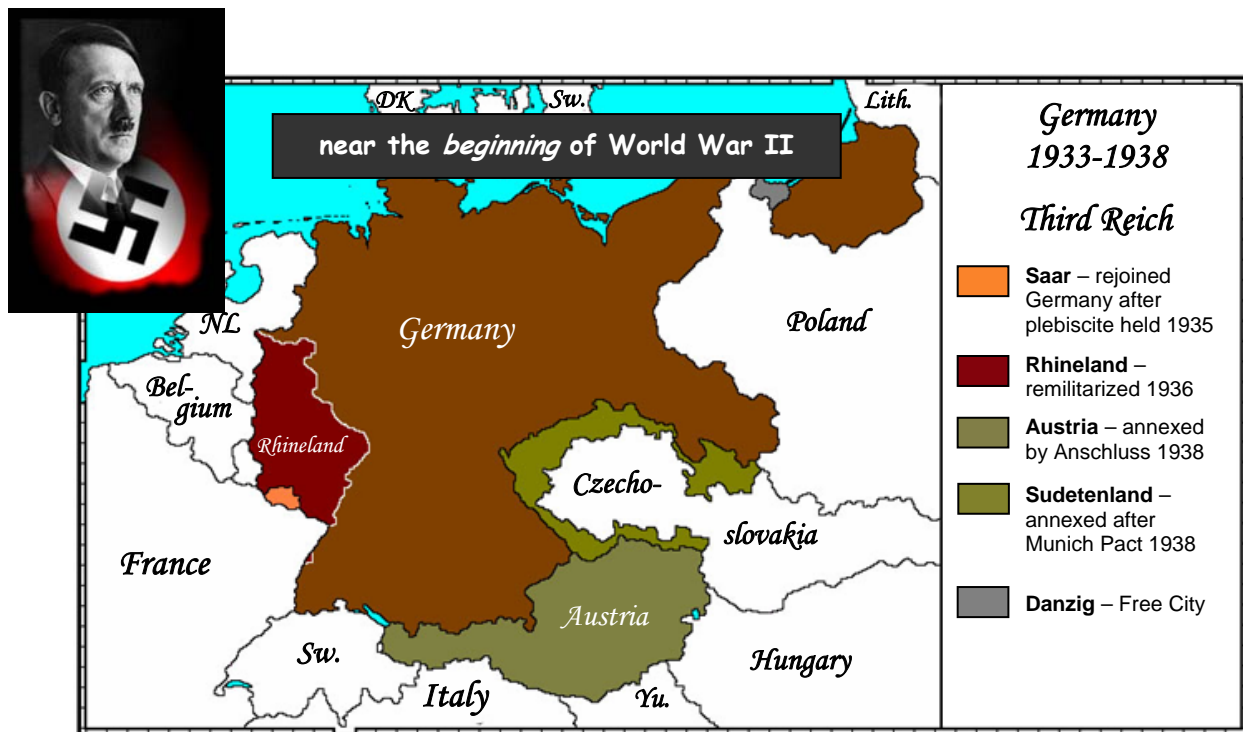 near the beginning of World War II
DK
Sw.
Lith.
Germany
Poland
NL
Bel-
gium
Rhineland
Czecho-
slovakia
France
Austria
Sw.
Italy
Yu.
Hungary
Germany
1933-1938
Third Reich
Saar – rejoined
Germany after
plebiscite held 1935
Rhineland –
remilitarized 1936
Austria – annexed
by Anschluss 1938
Sudetenland –
annexed after
Munich Pact 1938
Danzig – Free City